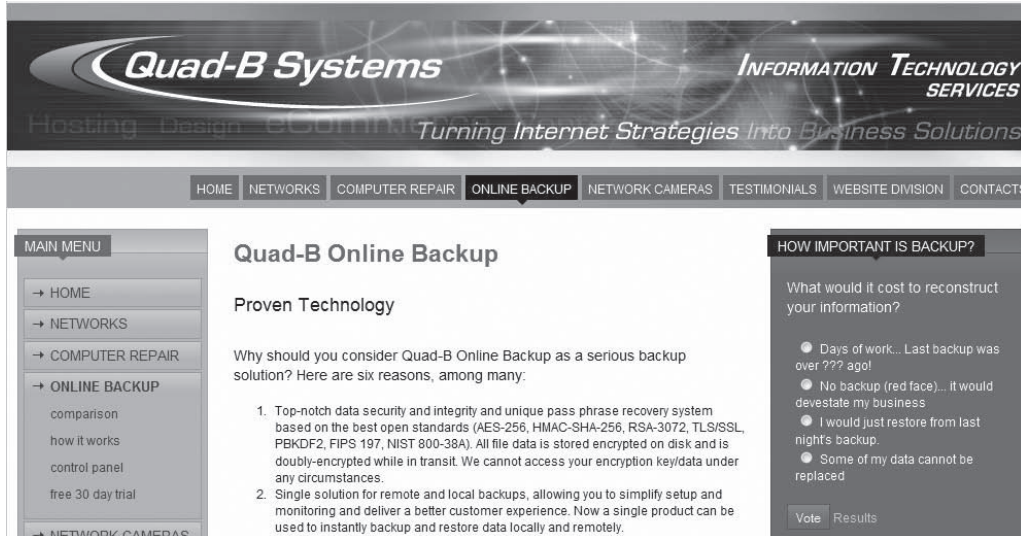 Quad-B Systems
INFORMATION TECHNOLOGY
SERVICES
Hosting Design eCommerce
Turning Internet Strategies Into Business Solutions
HOME NETWORKS COMPUTER REPAIR ONLINE BACKUP NETWORK CAMERAS TESTIMONIALS WEBSITE DIVISION CONTACTS
MAIN MENU
→ HOME
→ NETWORKS
→ COMPUTER REPAIR
→ ONLINE BACKUP
comparison
how it works
control panel
free 30 day trial
→ NETWORK CAMERAS
Quad-B Online Backup
Proven Technology
Why should you consider Quad-B Online Backup as a serious backup
solution? Here are six reasons, among many:
1. Top-notch data security and integrity and unique pass phrase recovery system
based on the best open standards (AES-256, HMAC-SHA-256, RSA-3072, TLS/SSL,
PBKDF2, FIPS 197, NIST 800-38A). All file data is stored encrypted on disk and is
doubly-encrypted while in transit. We cannot access your encryption key/data under
any circumstances.
2. Single solution for remote and local backups, allowing you to simplify setup and
monitoring and deliver a better customer experience. Now a single product can be
used to instantly backup and restore data locally and remotely.
HOW IMPORTANT IS BACKUP?
What would it cost to reconstruct
your information?
Days of work... Last backup was
over ??? ago!
No backup (red face)... it would
devestate my business
I would just restore from last
night's backup.
Some of my data cannot be
replaced
Vote Results